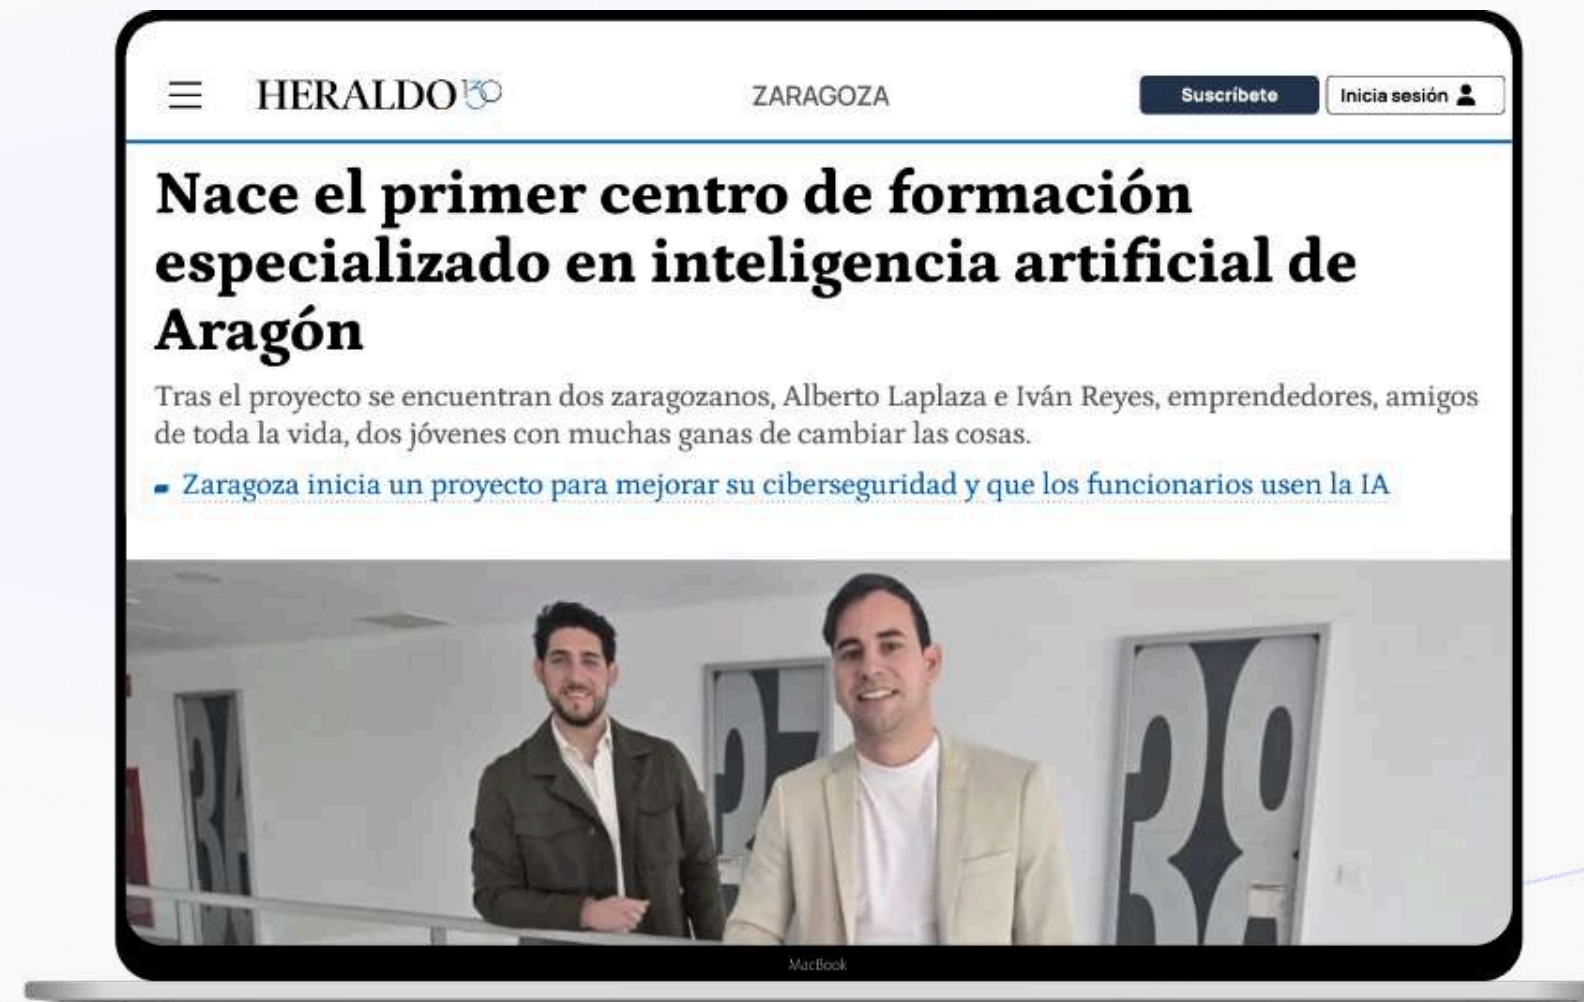 HERALDO 130
ZARAGOZA
Suscríbete
Inicia sesión
Nace el primer centro de formación
especializado en inteligencia artificial de
Aragón
Tras el proyecto se encuentran dos zaragozanos, Alberto Laplaza e Iván Reyes, emprendedores, amigos
de toda la vida, dos jóvenes con muchas ganas de cambiar las cosas.
Zaragoza inicia un proyecto para mejorar su ciberseguridad y que los funcionarios usen la IA
37
38
MacBook